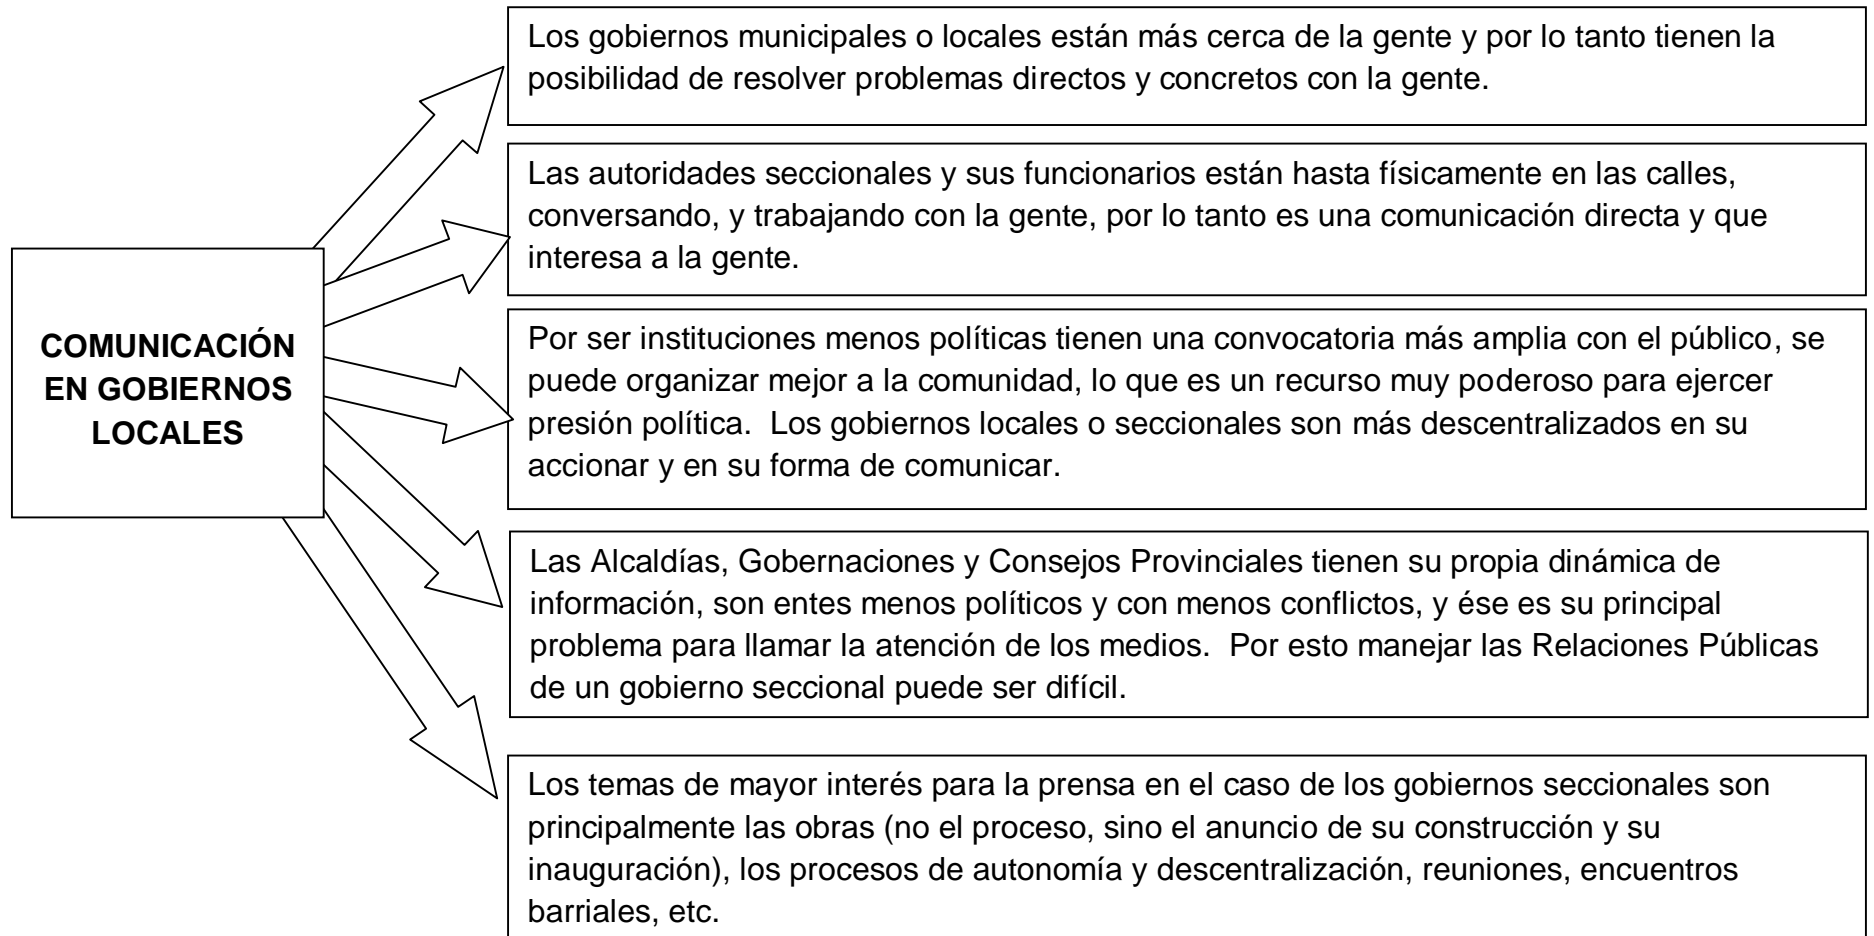 COMUNICACIÓN
EN GOBIERNOS
LOCALES
Los gobiernos municipales o locales están más cerca de la gente y por lo tanto tienen la
posibilidad de resolver problemas directos y concretos con la gente.
Las autoridades seccionales y sus funcionarios están hasta físicamente en las calles,
conversando, y trabajando con la gente, por lo tanto es una comunicación directa y que
interesa a la gente.
Por ser instituciones menos políticas tienen una convocatoria más amplia con el público, se
puede organizar mejor a la comunidad, lo que es un recurso muy poderoso para ejercer
presión política.  Los gobiernos locales o seccionales son más descentralizados en su
accionar y en su forma de comunicar.
Las Alcaldías, Gobernaciones y Consejos Provinciales tienen su propia dinámica de
información, son entes menos políticos y con menos conflictos, y ése es su principal
problema para llamar la atención de los medios.  Por esto manejar las Relaciones Públicas
de un gobierno seccional puede ser difícil.
Los temas de mayor interés para la prensa en el caso de los gobiernos seccionales son
principalmente las obras (no el proceso, sino el anuncio de su construcción y su
inauguración), los procesos de autonomía y descentralización, reuniones, encuentros
barriales, etc.